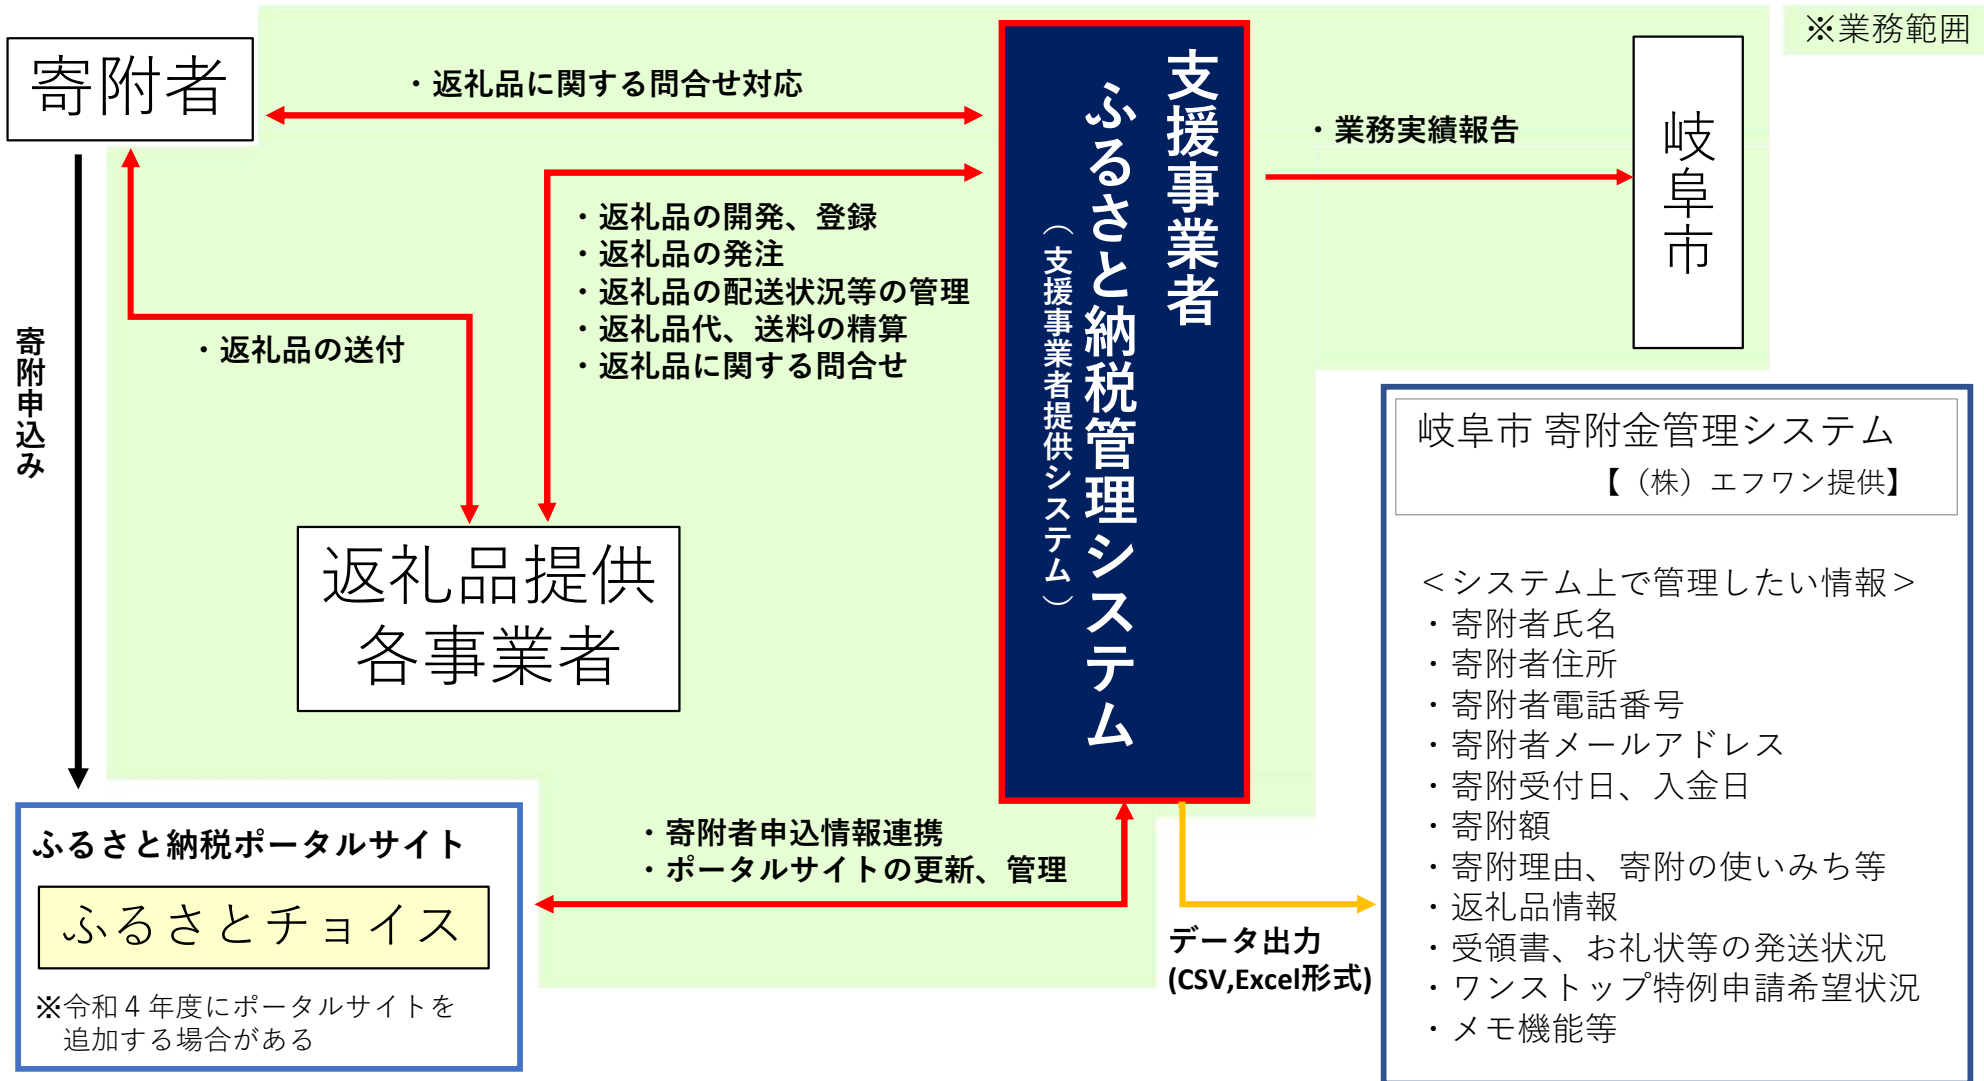 ※業務範囲
寄附者
・返礼品に関する問合せ対応
支援事業者
ふるさと納税管理システム
（支援事業者提供システム）
・業務実績報告
岐阜市
・返礼品の開発、登録
・返礼品の発注
・返礼品の配送状況等の管理
・返礼品代、送料の精算
・返礼品に関する問合せ
・返礼品の送付
寄附申込み
返礼品提供
各事業者
ふるさと納税ポータルサイト
ふるさとチョイス
※令和４年度にポータルサイトを
追加する場合がある
・寄附者申込情報連携
・ポータルサイトの更新、管理
データ出力
(CSV,Excel形式)
岐阜市 寄附金管理システム
【（株）エフワン提供】
＜システム上で管理したい情報＞
・寄附者氏名
・寄附者住所
・寄附者電話番号
・寄附者メールアドレス
・寄附受付日、入金日
・寄附額
・寄附理由、寄附の使いみち等
・返礼品情報
・受領書、お礼状等の発送状況
・ワンストップ特例申請希望状況
・メモ機能等